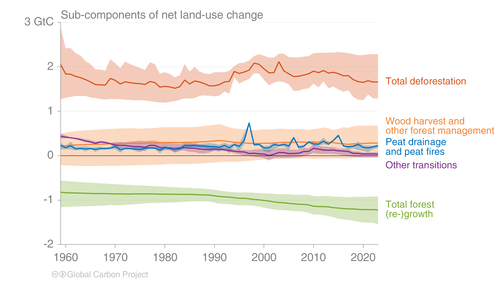 Sub-components of net land-use change
3 GtC
2
1
0
-1
-2
1960
1970
1980
1990
2000
2010
2020
Total deforestation
Wood harvest and
other forest management
Peat drainage
and peat fires
Other transitions
Total forest
(re-)growth
Global Carbon Project